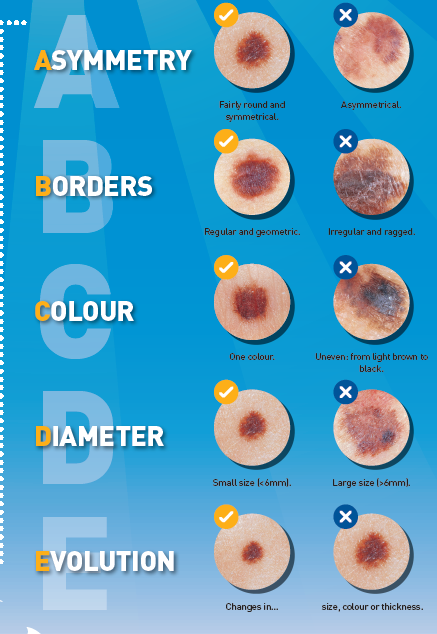 ASYMMETRY
Fairly round and
symmetrical.
Asymmetrical.
BORDERS
Regular and geometric.
Irregular and ragged.
COLOUR
One colour.
Uneven: from light brown to
black.
DIAMETER
Small size (<6mm).
Large size (>6mm).
EVOLUTION
Changes in...
size, colour or thickness.